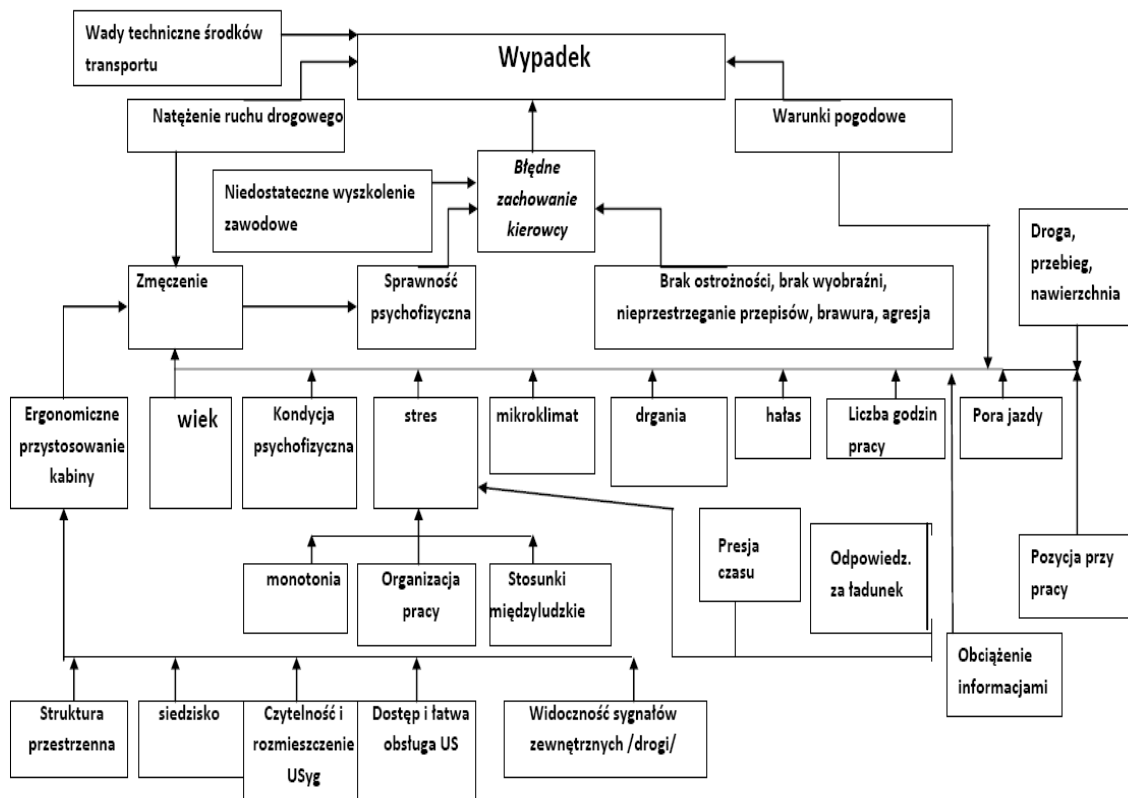 Wady techniczne środków
transportu
Wypadek
Natężenie ruchu drogowego
Warunki pogodowe
Błędne
zachowanie
kierowcy
Niedostateczne wyszkolenie
zawodowe
Droga,
przebieg,
nawierzchnia
Zmęczenie
Sprawność
psychofizyczna
Brak ostrożności, brak wyobraźni,
nieprzestrzeganie przepisów, brawura, agresja
Ergonomiczne
przystosowanie
kabiny
wiek
Kondycja
psychofizyczna
stres
mikroklimat
drgania
hałas
Liczba godzin
pracy
Pora jazdy
Presja
czasu
Odpowiedz.
za ładunek
Pozycja przy
pracy
monotonia
Organizacja
pracy
Stosunki
międzyludzkie
Obciążenie
informacjami
Struktura
przestrzenna
siedzisko
Czytelność i
rozmieszczenie
USyg
Dostęp i łatwa
obsługa US
Widoczność sygnałów
zewnętrznych /drogi/